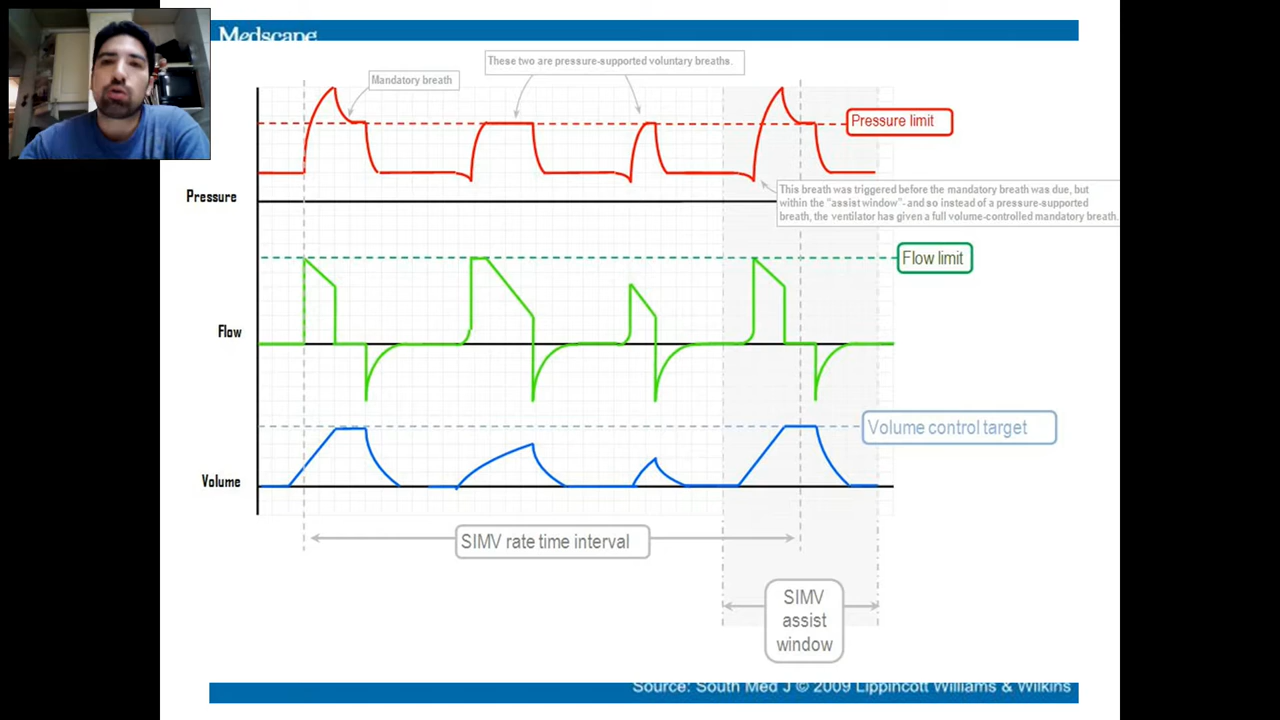 Medscape
Mandatory breath
These two are pressure-supported voluntary breaths.
Pressure limit
Pressure
This breath was triggered before the mandatory breath was due, but
within the “assist window”- and so instead of a pressure-supported
breath, the ventilator has given a full volume-controlled mandatory breath.
Flow limit
Flow
Volume control target
Volume
SIMV rate time interval
SIMV
assist
window
Source: South Med J © 2009 Lippincott Williams & Wilkins